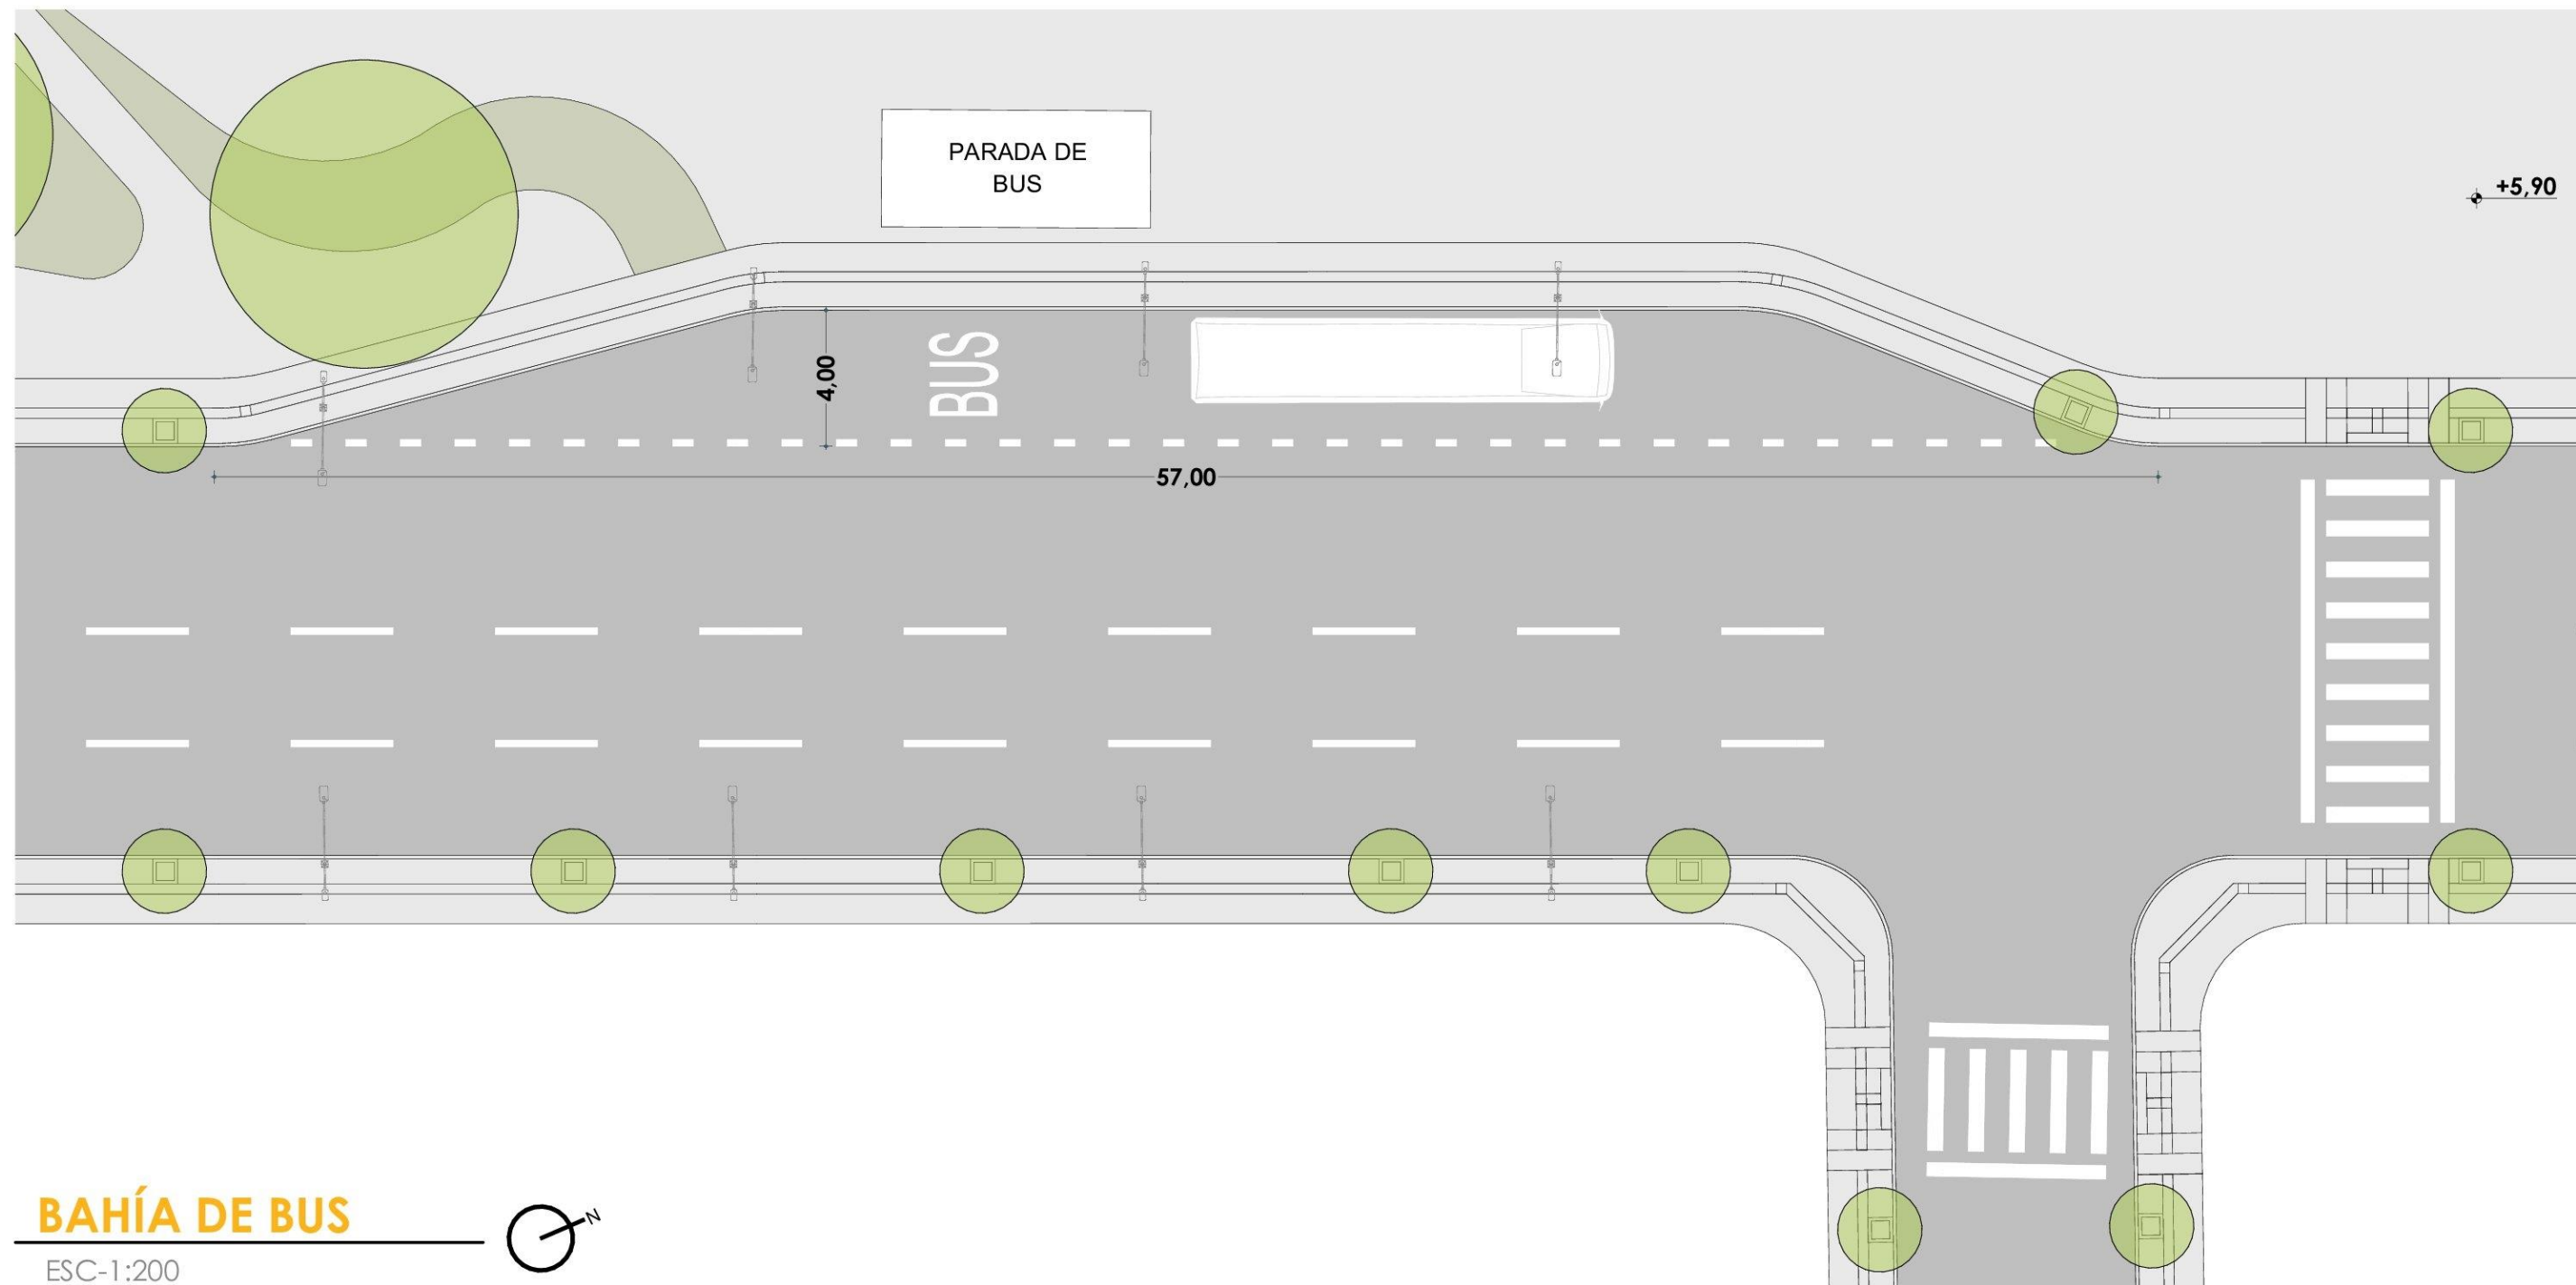 PARADA DE
BUS
+5,90
BUS
4,00
57,00
BAHÍA DE BUS
N
ESC-1:200